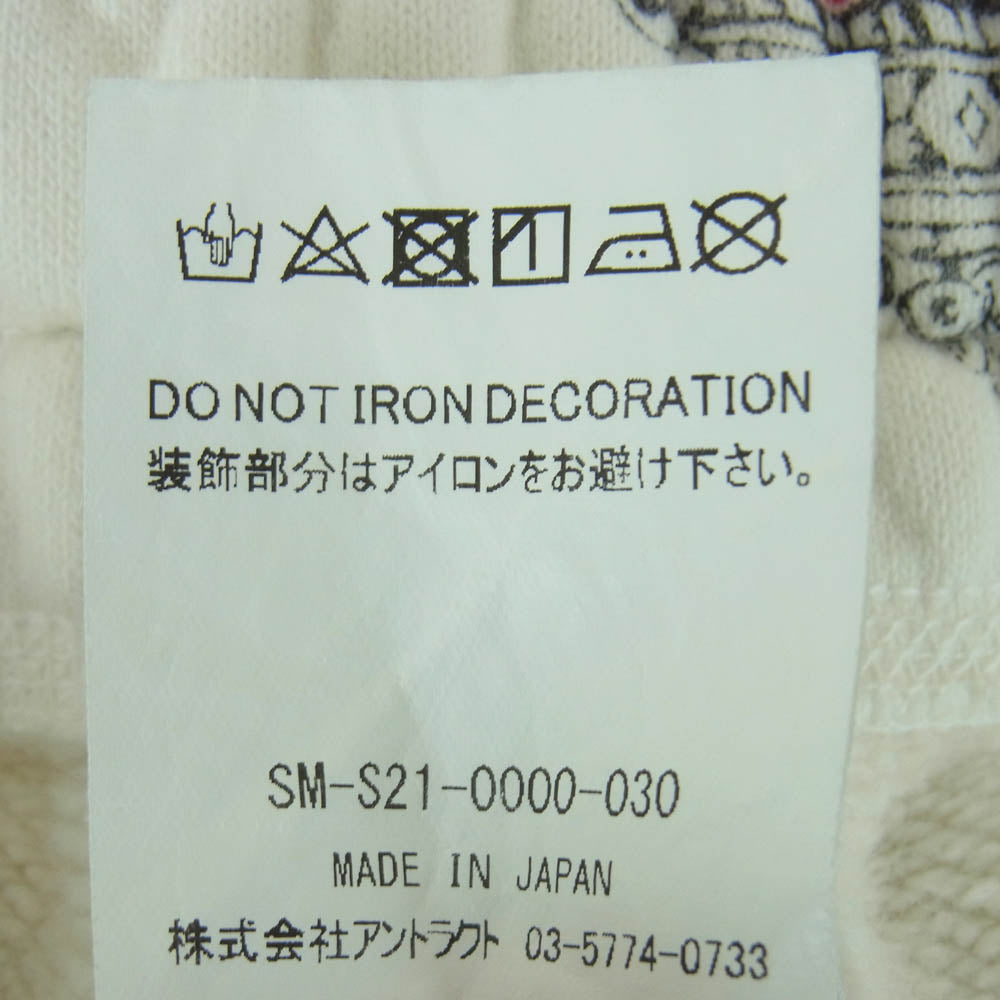 DO NOT IRON DECORATION
装飾部分はアイロンをお避け下さい。
SM-S21-0000-030
MADE IN JAPAN
株式会社アントラクト 03-5774-0733